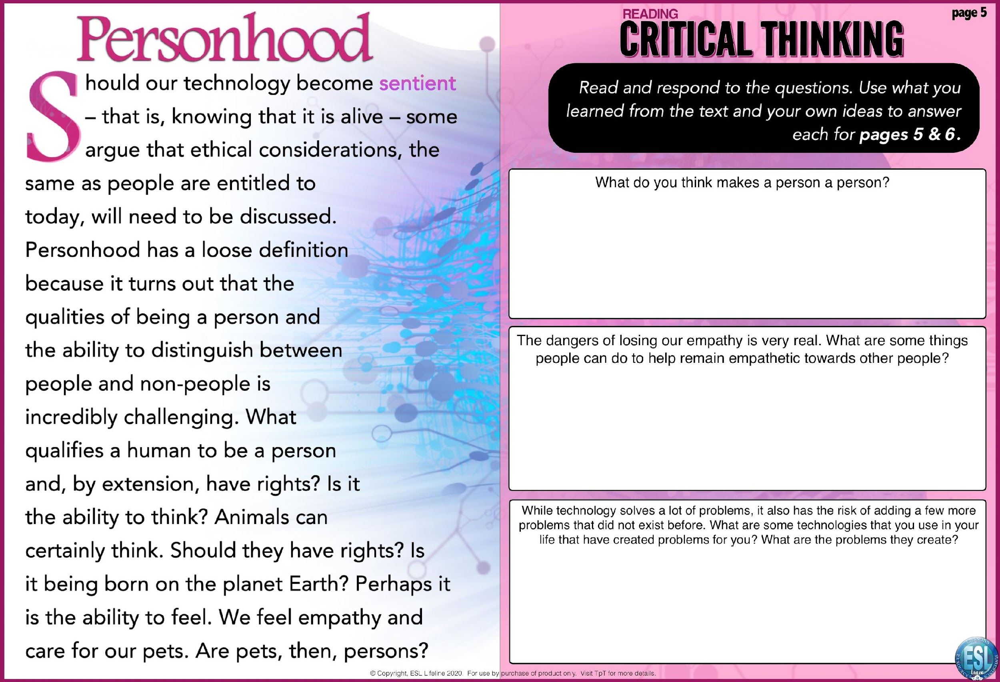 Personhood
Should our technology become sentient
– that is, knowing that it is alive – some
argue that ethical considerations, the
same as people are entitled to
today, will need to be discussed.
Personhood has a loose definition
because it turns out that the
qualities of being a person and
the ability to distinguish between
people and non-people is
incredibly challenging. What
qualifies a human to be a person
and, by extension, have rights? Is it
the ability to think? Animals can
certainly think. Should they have rights? Is
it being born on the planet Earth? Perhaps it
is the ability to feel. We feel empathy and
care for our pets. Are pets, then, persons?
page 5
READING
CRITICAL THINKING
Read and respond to the questions. Use what you
learned from the text and your own ideas to answer
each for pages 5 & 6.
What do you think makes a person a person?
The dangers of losing our empathy is very real. What are some things
people can do to help remain empathetic towards other people?
While technology solves a lot of problems, it also has the risk of adding a few more
problems that did not exist before. What are some technologies that you use in your
life that have created problems for you? What are the problems they create?
© Copyright, ESL Lifeline 2020. For use by purchase of product only. Visit TpT for more details.
LESSONS
ESL
LifeLine
RESOURCES
MATERIALS